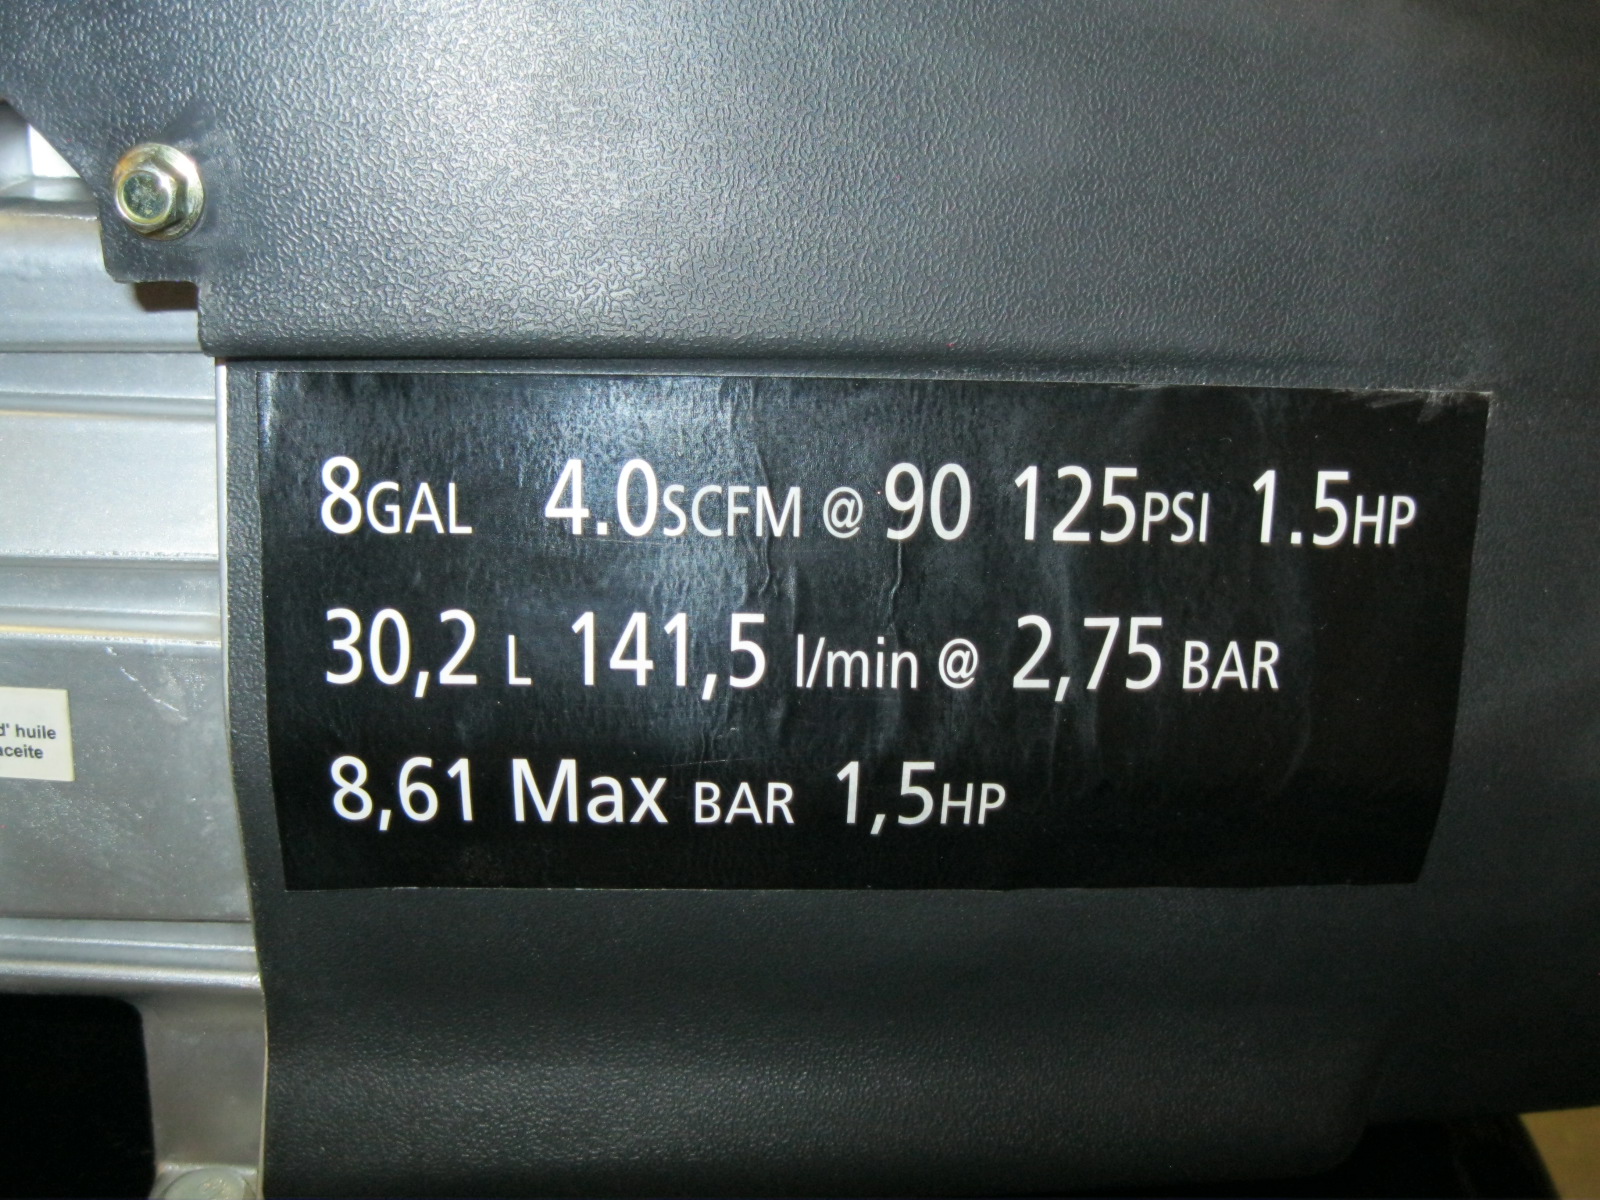 8GAL 4.0SCFM @ 90 125PSI 1.5HP
30,2 L 141,5 l/min @ 2,75 BAR
8,61 Max BAR 1,5HP
d' huile
aceite